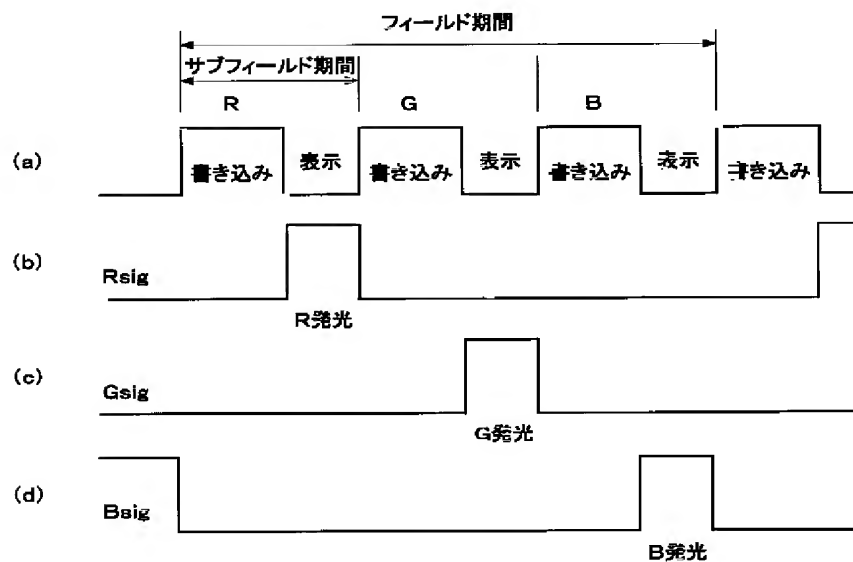 フィールド期間
サブフィールド期間
R G B
(a)
書き込み 表示 書き込み 表示 書き込み 表示 書き込み
(b)
Rsig
R発光
(c)
Gsig
G発光
(d)
Bsig
B発光